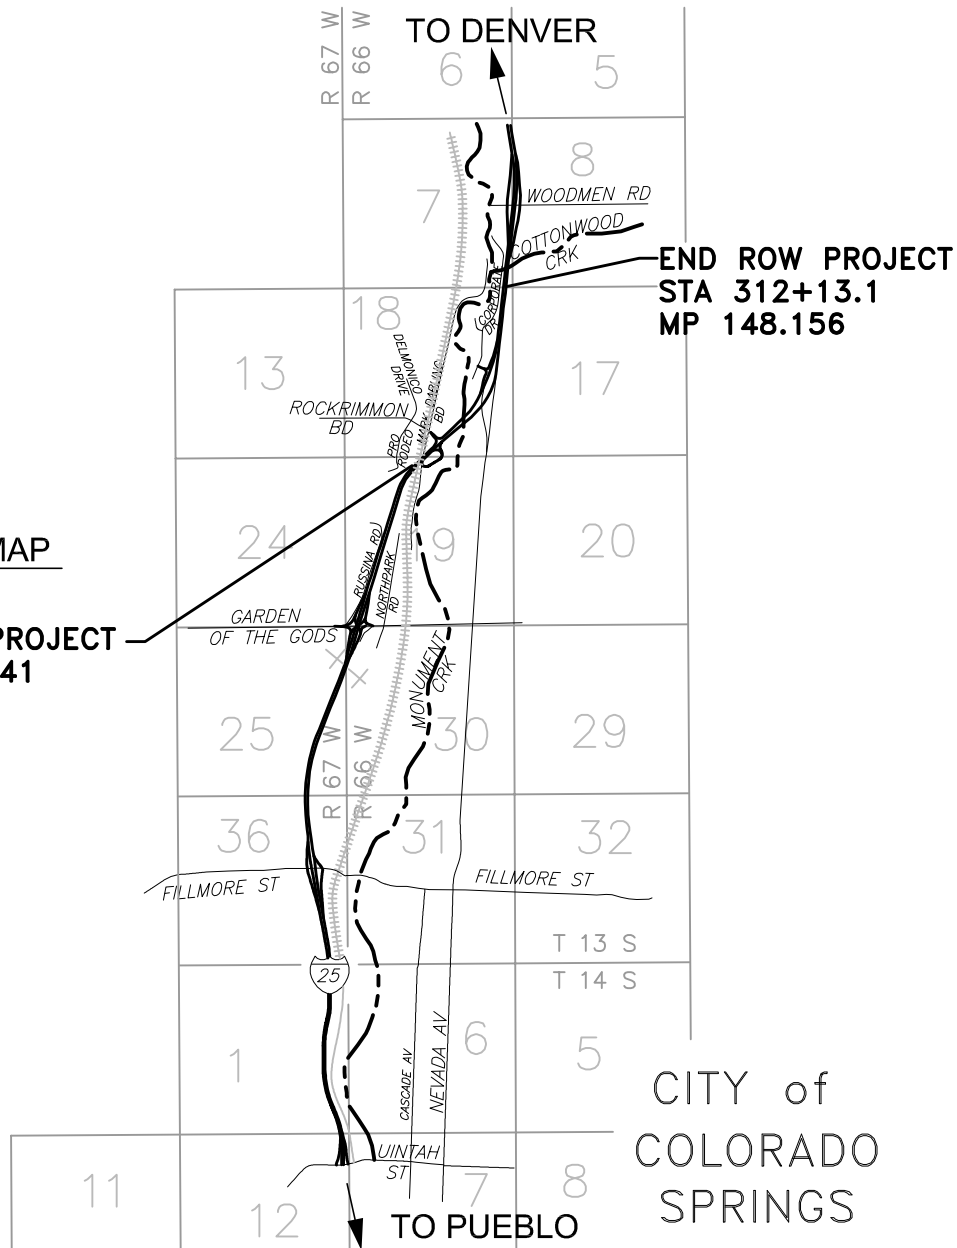 TO DENVER
R 67 W
R 66 W
6
5
8
7
WOODMEN RD
COTTONWOOD
CRK
END ROW PROJECT
STA 312+13.1
MP 148.156
CORPORATE
DR
18
DELMONICO
DRIVE
MARK DABLING
BD
13
17
ROCKRIMMON
BD
PRO
RODEO
24
19
20
MAP
RUSSINA RD
NORTHPARK
RD
GARDEN
OF THE GODS
PROJECT
41
MONUMENT
CRK
25
30
29
R 67 W
R 66 W
36
31
32
FILLMORE ST
FILLMORE ST
T 13 S
T 14 S
25
1
6
5
CASCADE AV
NEVADA AV
CITY of
COLORADO
SPRINGS
UINTAH
ST
11
12
7
8
TO PUEBLO